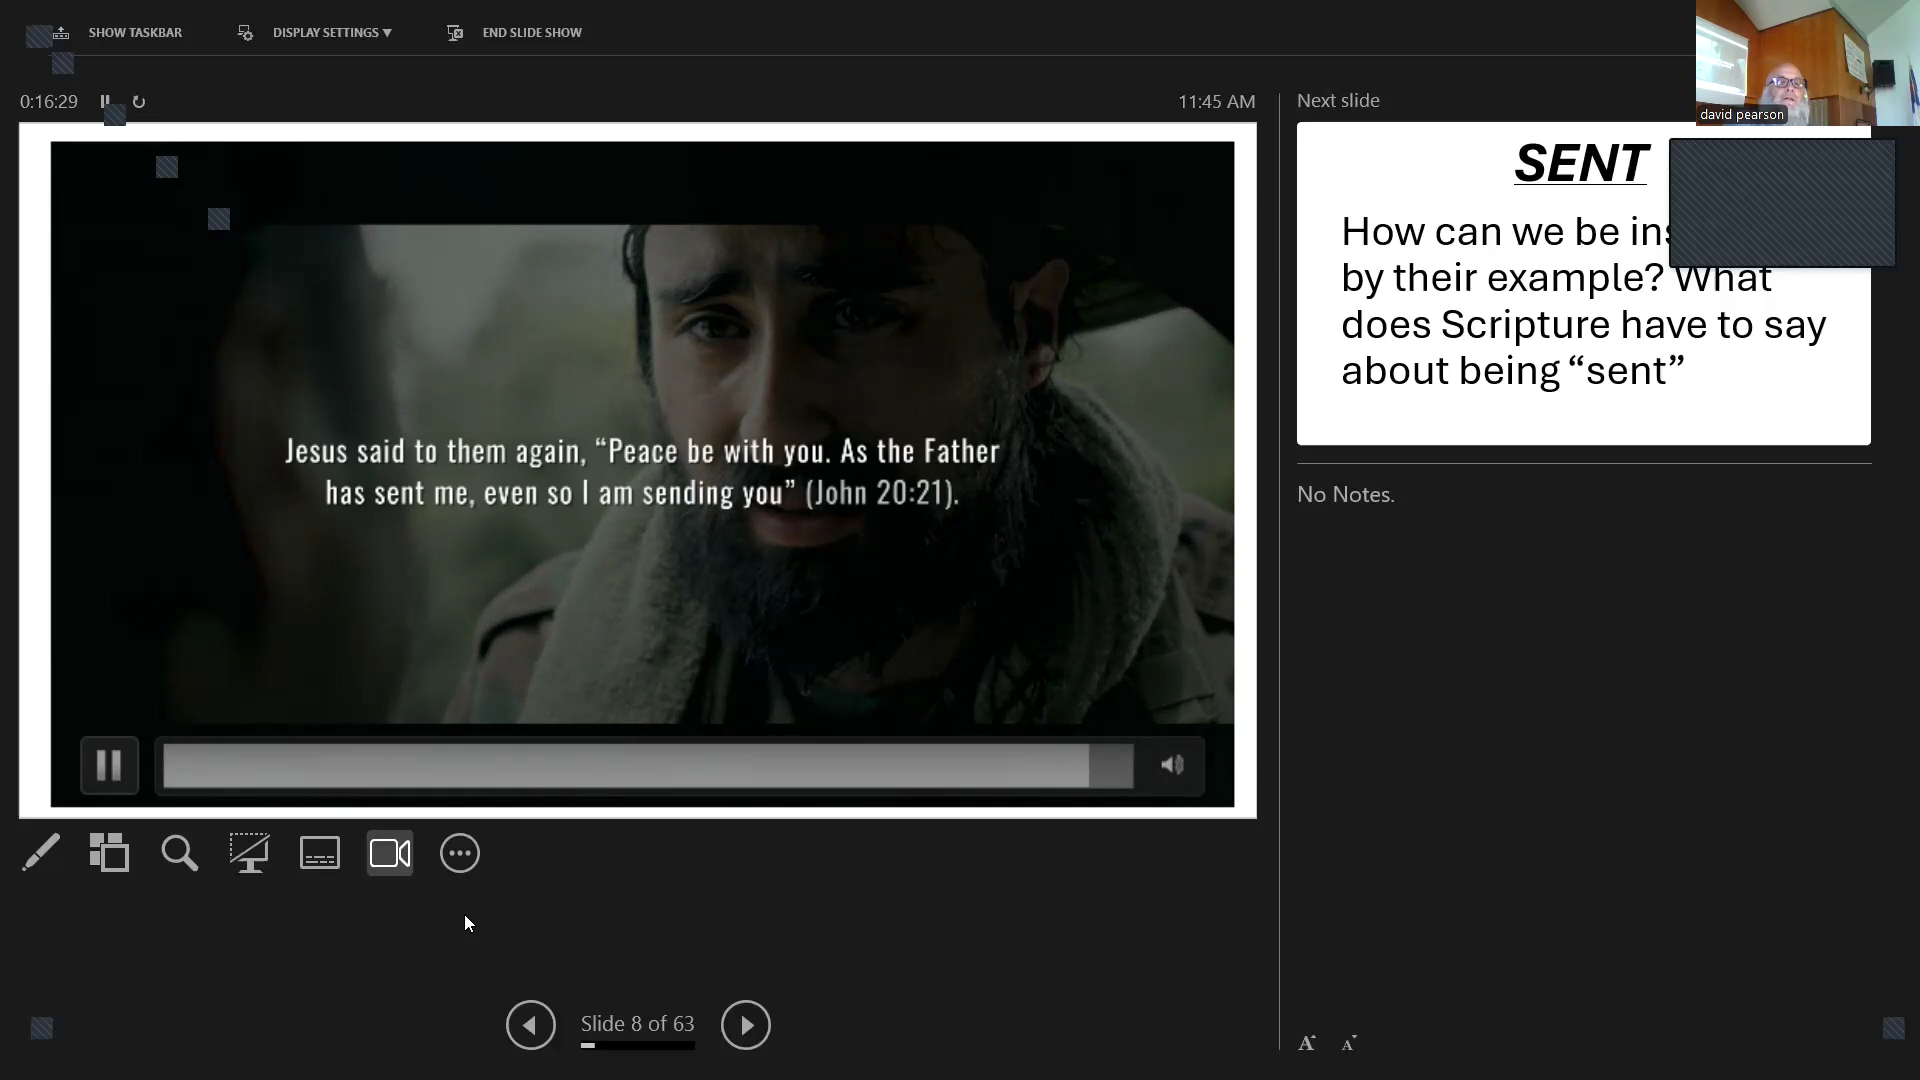 SHOW TASKBAR
DISPLAY SETTINGS ▼
END SLIDE SHOW
0:16:29
11:45 AM
Next slide
david pearson
Jesus said to them again, “Peace be with you. As the Father
has sent me, even so I am sending you” (John 20:21).
SENT
How can we be
by their example? What
does Scripture have to say
about being “sent”
No Notes.
Slide 8 of 63
A A